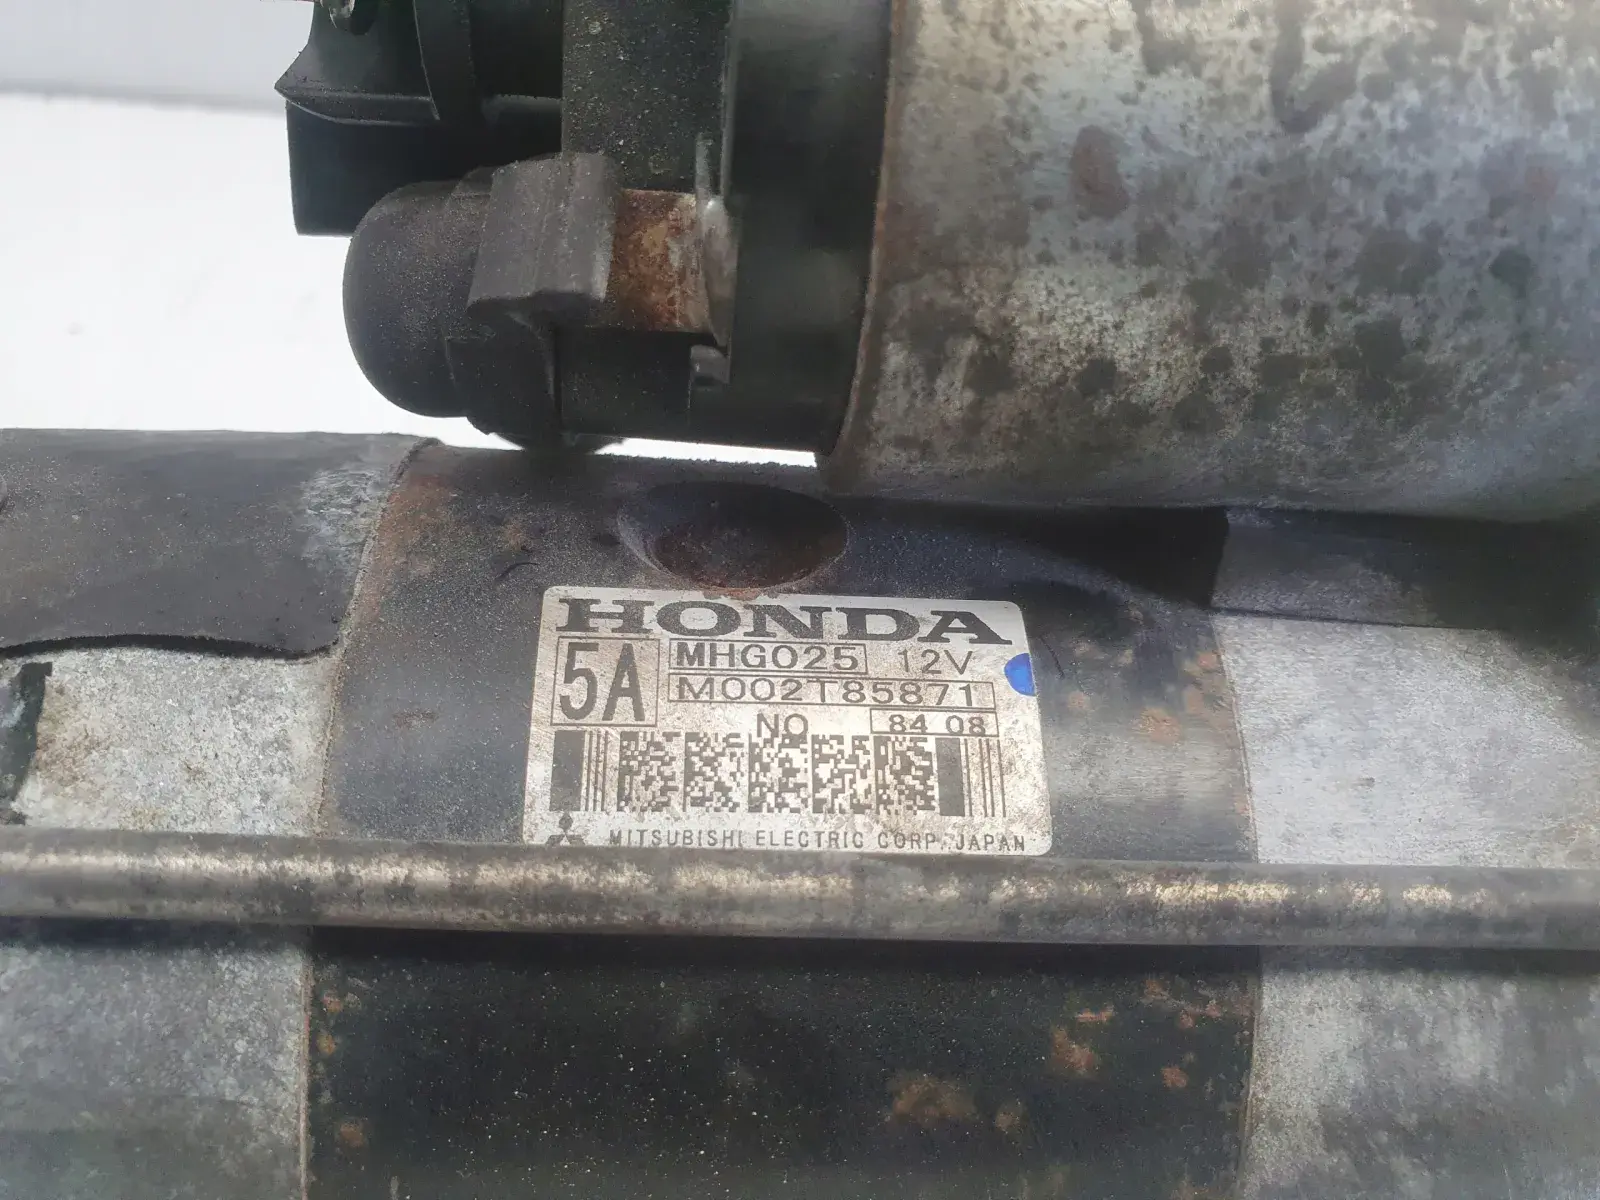 HONDA
5A MHG025 12V
M002T85871
NO 84 08
MITSUBISHI ELECTRIC CORP. JAPAN